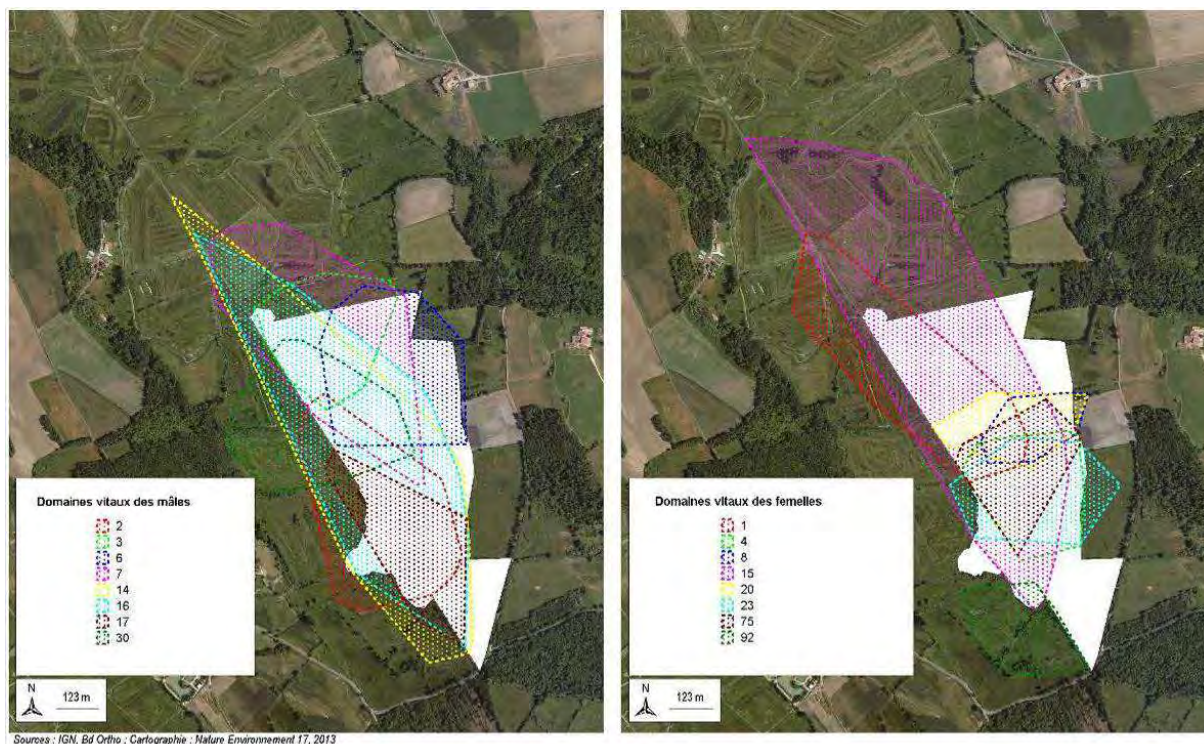 Domaines vitaux des mâles
2
3
6
7
14
16
17
30
N
123 m
Domaines vitaux des femelles
1
4
8
15
20
23
75
92
N
123 m
Sources : IGN, Bd Ortho ; Cartographie : Nature Environnement 17, 2013